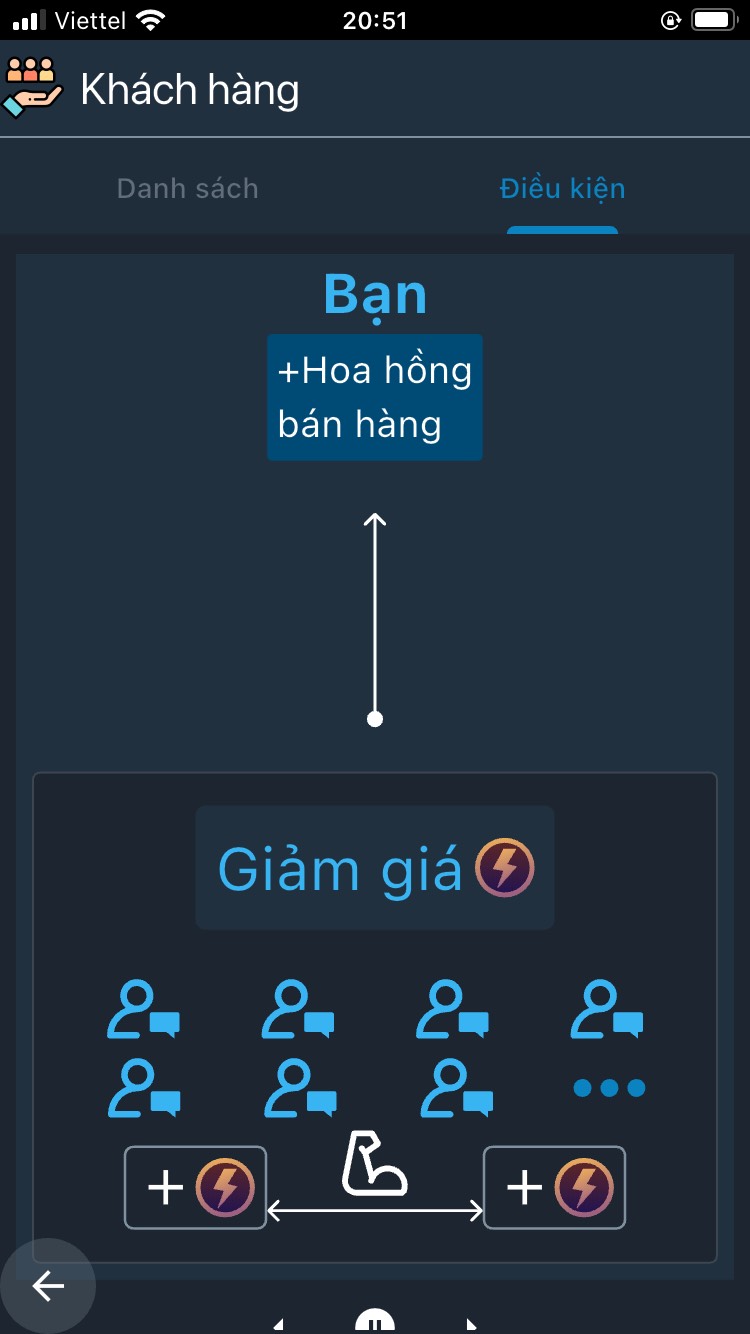 Viettel 20:51
Khách hàng
Danh sách Điều kiện
Bạn
+Hoa hồng
bán hàng
Giảm giá
+ +